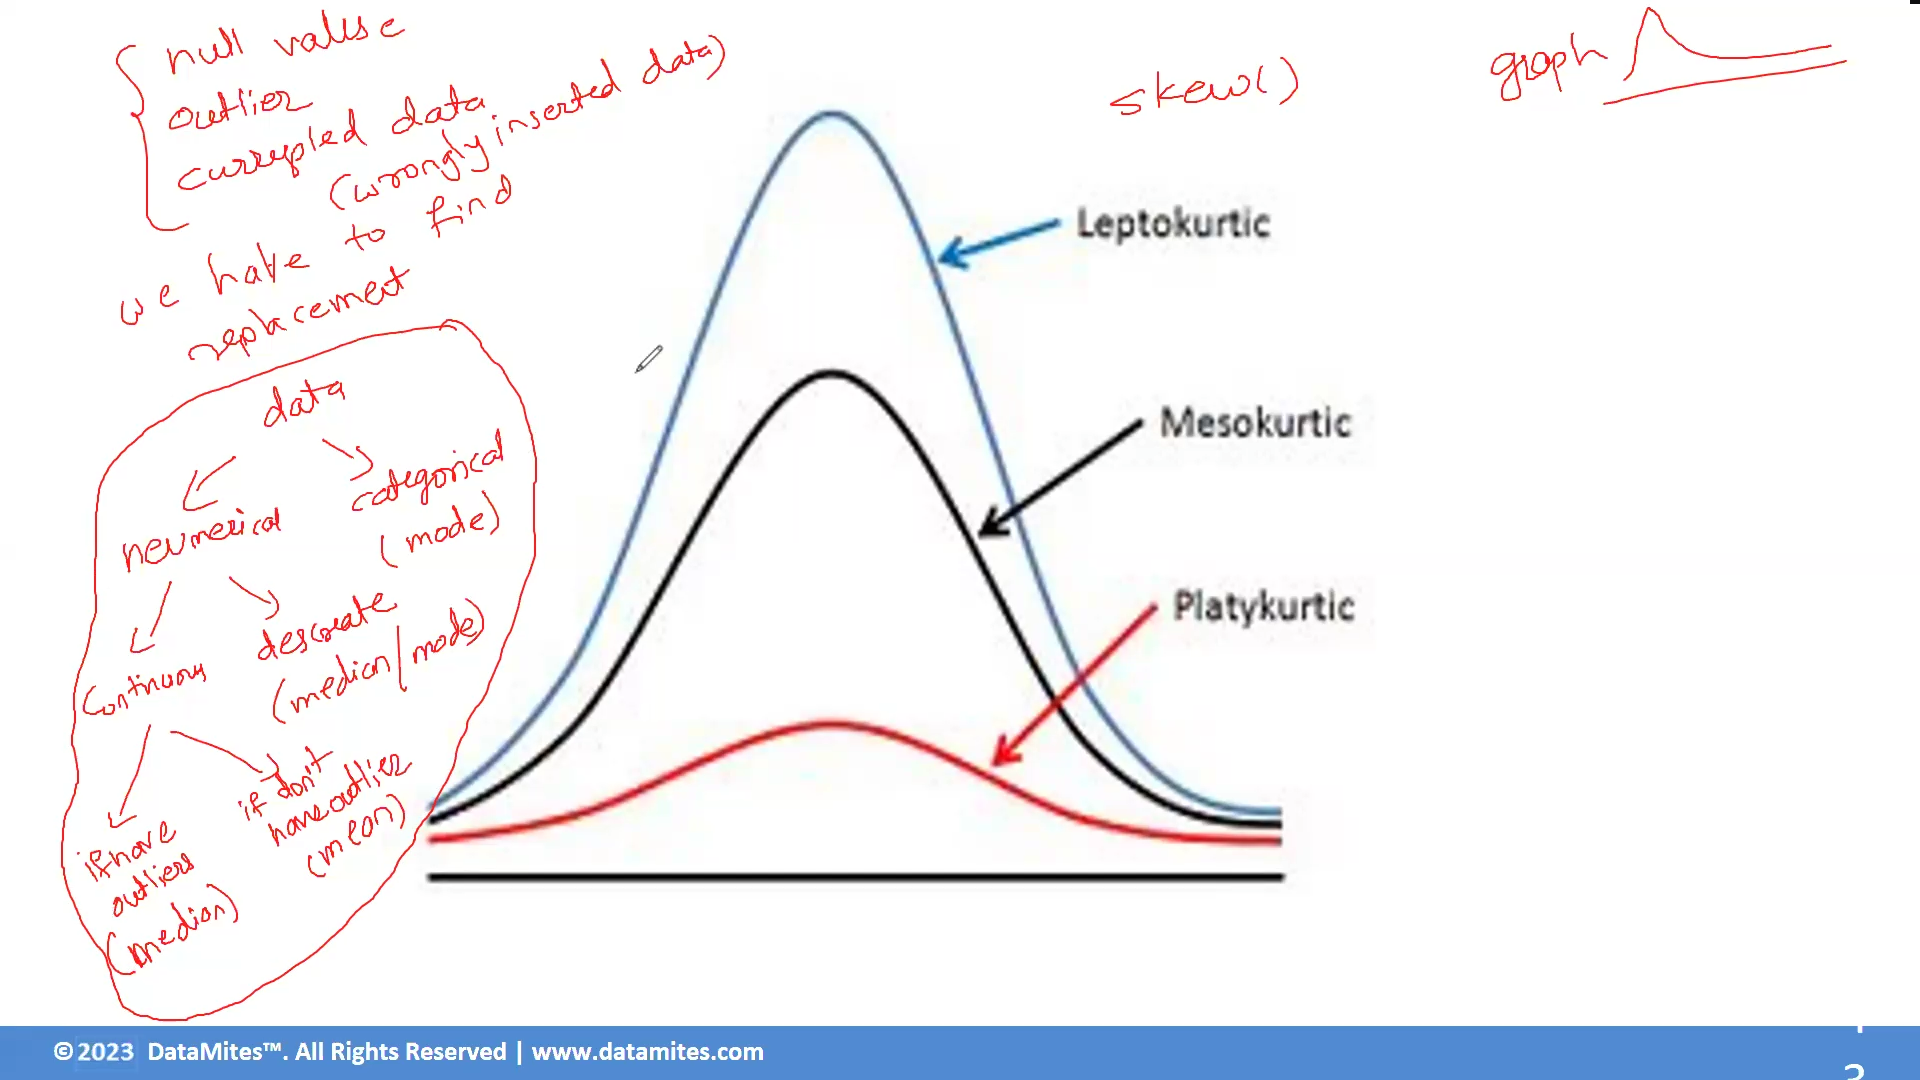 null value
outlier
currupted data
(wrongly inserted data)
we have to find
replacement
data
neumerical
categorical
(mode)
continuous
descreate
(median/mode)
if have
outliers
(median)
if don't
have outlier
(mean)
skew()
graph
Leptokurtic
Mesokurtic
Platykurtic
© 2023 DataMites™. All Rights Reserved | www.datamites.com